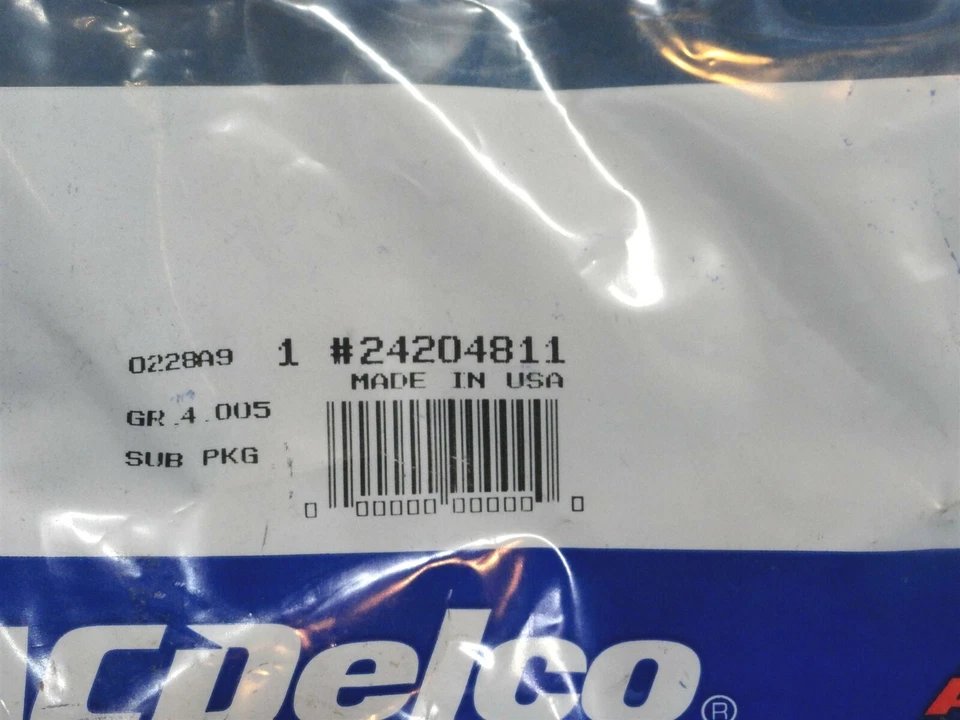 0228A9 1 #24204811
MADE IN USA
GR.4.005
SUB PKG
0 00000 00000 0
ACDelco®
A